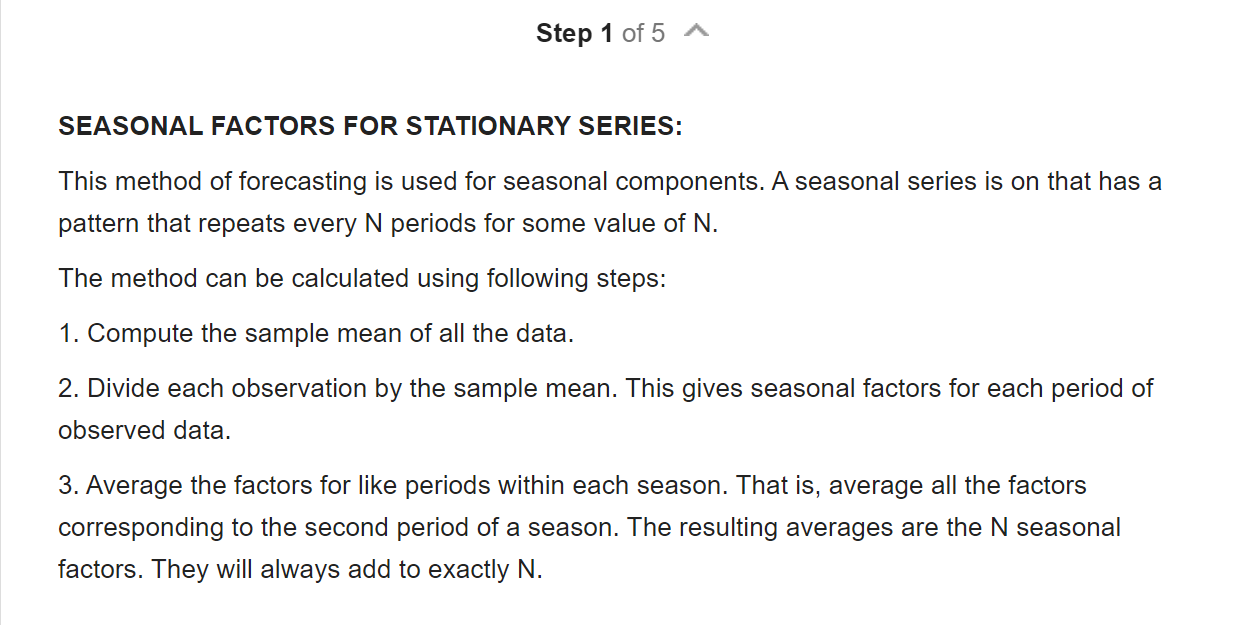 Step 1 of 5
SEASONAL FACTORS FOR STATIONARY SERIES:
This method of forecasting is used for seasonal components. A seasonal series is on that has a
pattern that repeats every N periods for some value of N.
The method can be calculated using following steps:
1. Compute the sample mean of all the data.
2. Divide each observation by the sample mean. This gives seasonal factors for each period of
observed data.
3. Average the factors for like periods within each season. That is, average all the factors
corresponding to the second period of a season. The resulting averages are the N seasonal
factors. They will always add to exactly N.